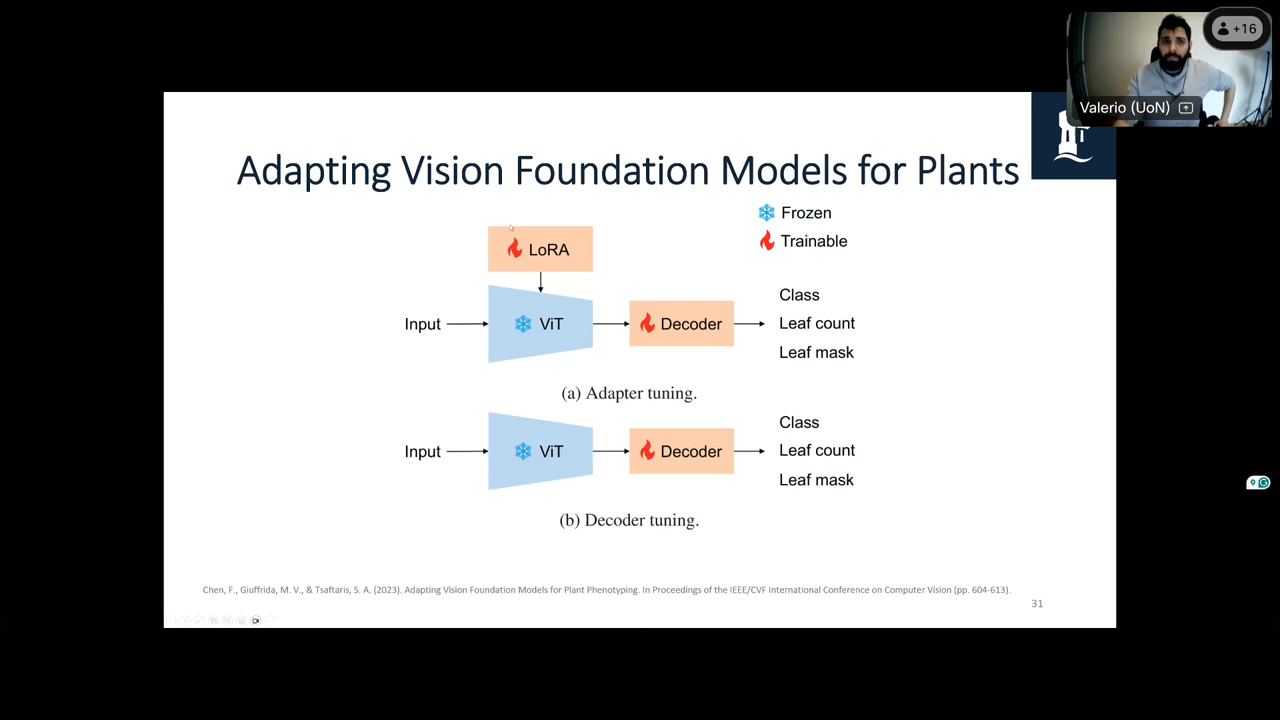 +16
Valerio (UoN)
Adapting Vision Foundation Models for Plants
Frozen
Trainable
LoRA
Input
ViT
Decoder
Class
Leaf count
Leaf mask
(a) Adapter tuning.
Input
ViT
Decoder
Class
Leaf count
Leaf mask
(b) Decoder tuning.
Chen, F., Giuffrida, M. V., & Tsaftaris, S. A. (2023). Adapting Vision Foundation Models for Plant Phenotyping. In Proceedings of the IEEE/CVF International Conference on Computer Vision (pp. 604-613).
31